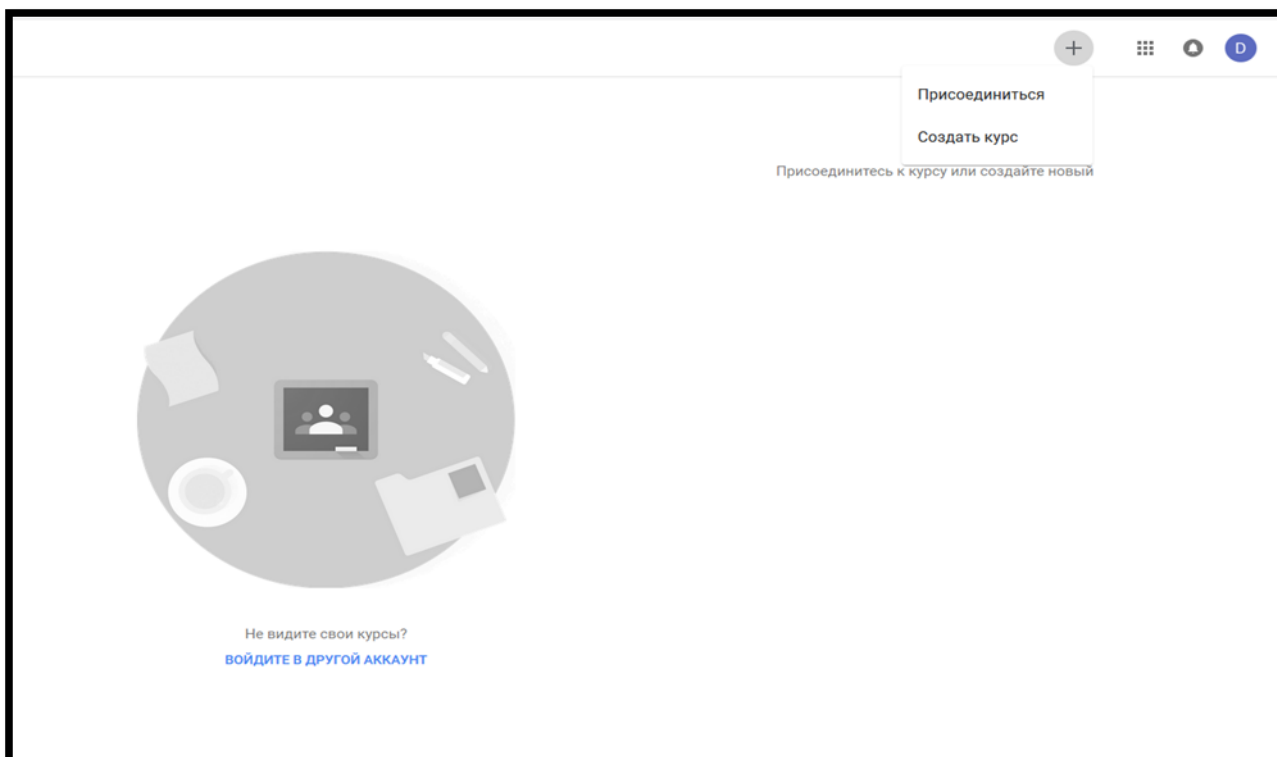 D
Присоединиться
Создать курс
Присоединитесь к курсу или создайте новый
Не видите свои курсы?
ВОЙДИТЕ В ДРУГОЙ АККАУНТ